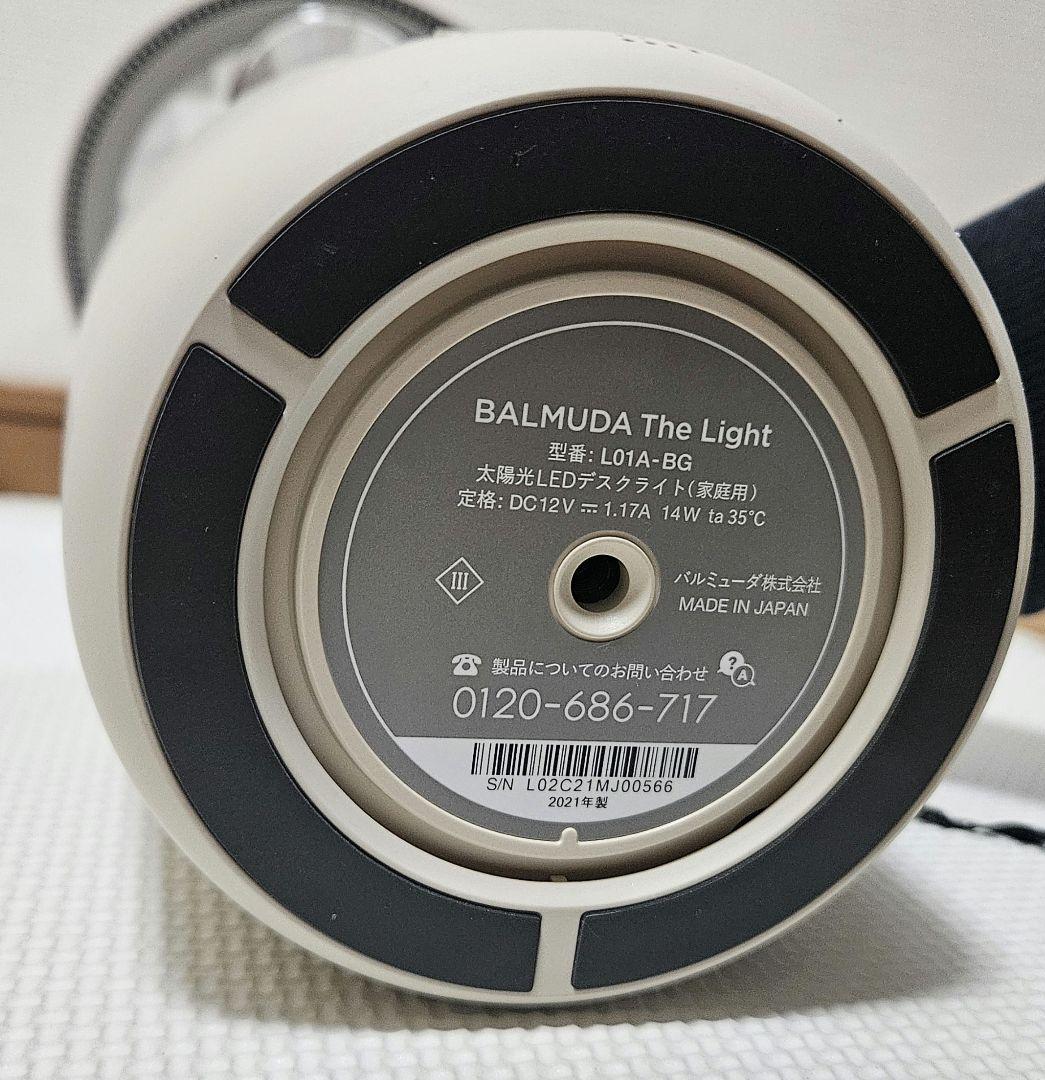 BALMUDA The Light
型番: L01A-BG
太陽光LEDデスクライト(家庭用)
定格: DC12V ⎓ 1.17A 14W ta 35℃
III
バルミューダ株式会社
MADE IN JAPAN
製品についてのお問い合わせ ? A
0120-686-717
S/N L02C21MJ00566
2021年製